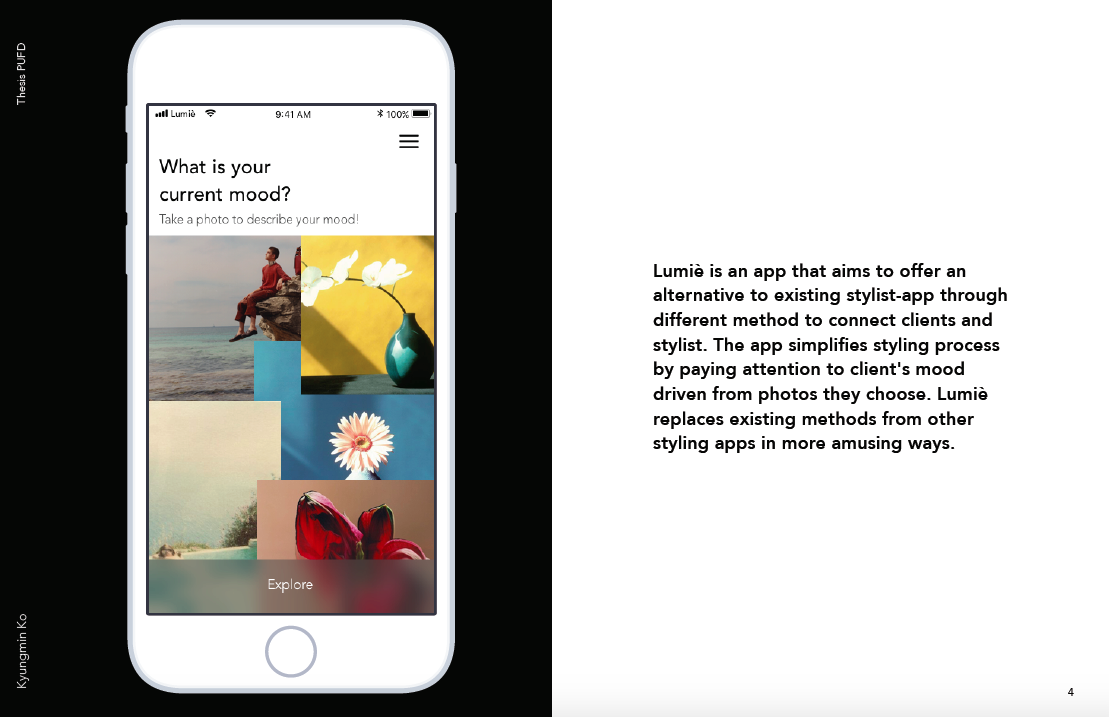 Thesis PUFD
Kyungmin Ko
Lumiè
9:41 AM
100%
What is your
current mood?
Take a photo to describe your mood!
Explore
Lumiè is an app that aims to offer an
alternative to existing stylist-app through
different method to connect clients and
stylist. The app simplifies styling process
by paying attention to client's mood
driven from photos they choose. Lumiè
replaces existing methods from other
styling apps in more amusing ways.
4